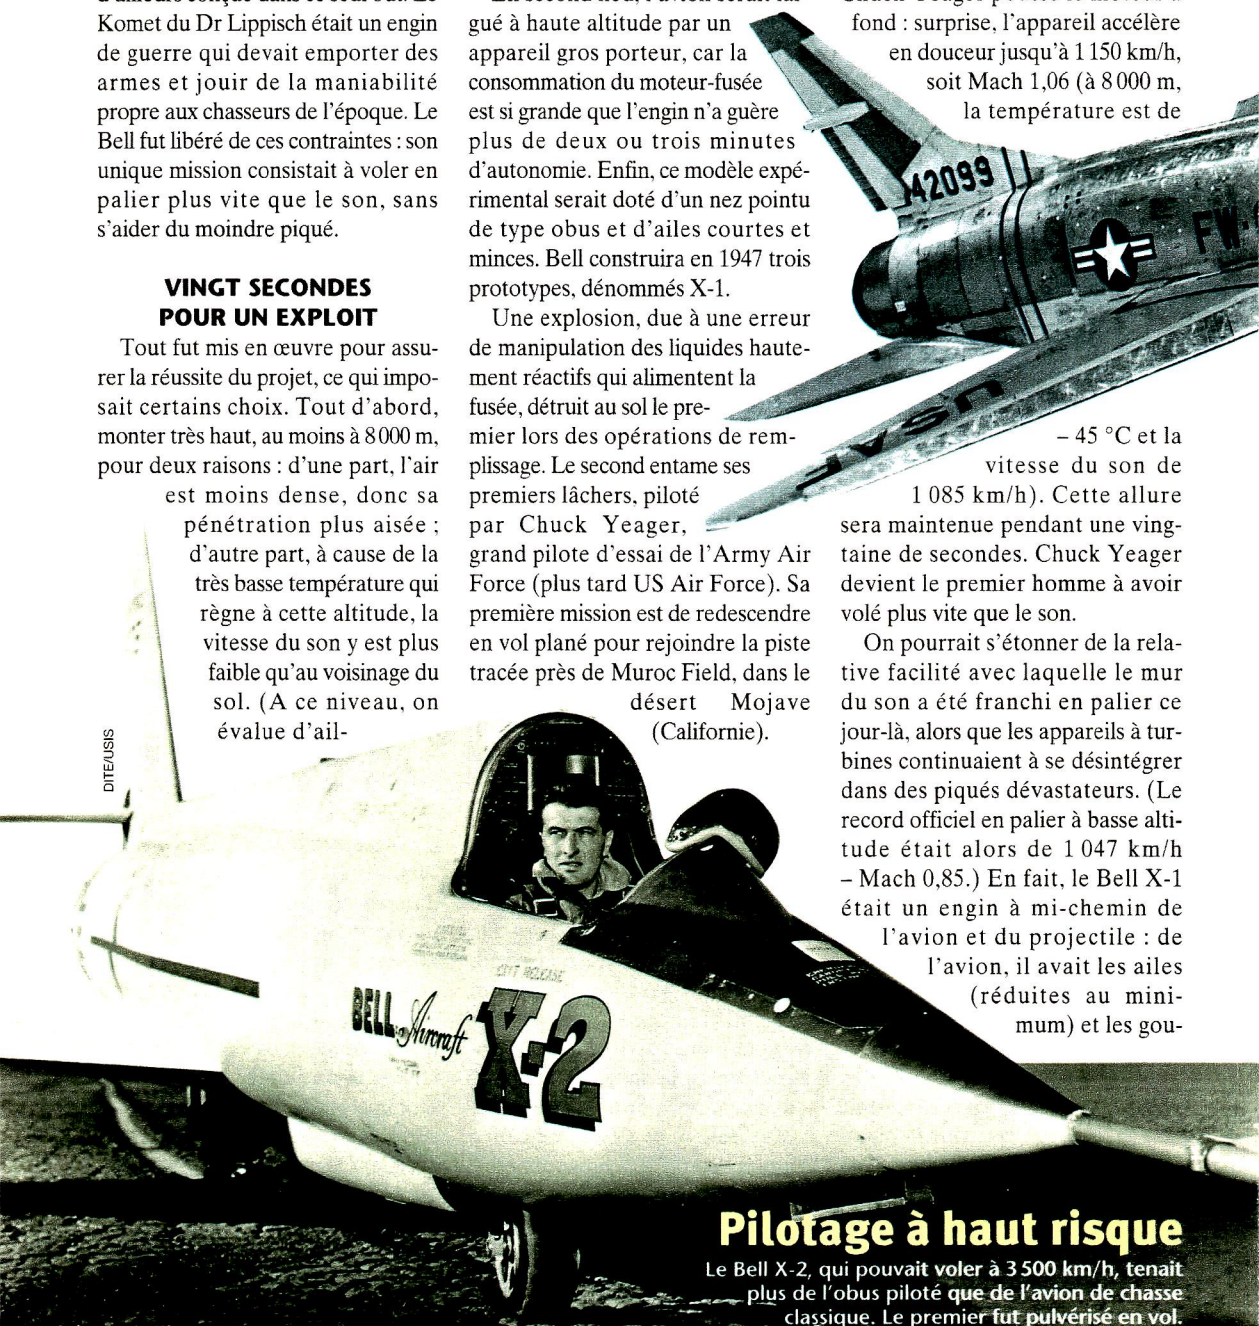 Komet du Dr Lippisch était un engin
de guerre qui devait emporter des
armes et jouir de la maniabilité
propre aux chasseurs de l'époque. Le
Bell fut libéré de ces contraintes : son
unique mission consistait à voler en
palier plus vite que le son, sans
s'aider du moindre piqué.
VINGT SECONDES
POUR UN EXPLOIT
Tout fut mis en œuvre pour assu-
rer la réussite du projet, ce qui impo-
sait certains choix. Tout d'abord,
monter très haut, au moins à 8 000 m,
pour deux raisons : d'une part, l'air
est moins dense, donc sa
pénétration plus aisée ;
d'autre part, à cause de la
très basse température qui
règne à cette altitude, la
vitesse du son y est plus
faible qu'au voisinage du
sol. (A ce niveau, on
évalue d'ail-
gué à haute altitude par un
appareil gros porteur, car la
consommation du moteur-fusée
est si grande que l'engin n'a guère
plus de deux ou trois minutes
d'autonomie. Enfin, ce modèle expé-
rimental serait doté d'un nez pointu
de type obus et d'ailes courtes et
minces. Bell construira en 1947 trois
prototypes, dénommés X-1.
Une explosion, due à une erreur
de manipulation des liquides haute-
ment réactifs qui alimentent la
fusée, détruit au sol le pre-
mier lors des opérations de rem-
plissage. Le second entame ses
premiers lâchers, piloté
par Chuck Yeager,
grand pilote d'essai de l'Army Air
Force (plus tard US Air Force). Sa
première mission est de redescendre
en vol plané pour rejoindre la piste
tracée près de Muroc Field, dans le
désert Mojave
(Californie).
fond : surprise, l'appareil accélère
en douceur jusqu'à 1 150 km/h,
soit Mach 1,06 (à 8 000 m,
la température est de
– 45 °C et la
vitesse du son de
1 085 km/h). Cette allure
sera maintenue pendant une ving-
taine de secondes. Chuck Yeager
devient le premier homme à avoir
volé plus vite que le son.
On pourrait s'étonner de la rela-
tive facilité avec laquelle le mur
du son a été franchi en palier ce
jour-là, alors que les appareils à tur-
bines continuaient à se désintégrer
dans des piqués dévastateurs. (Le
record officiel en palier à basse alti-
tude était alors de 1 047 km/h
– Mach 0,85.) En fait, le Bell X-1
était un engin à mi-chemin de
l'avion et du projectile : de
l'avion, il avait les ailes
(réduites au mini-
mum) et les gou-
42099
FW-
USAF
DITE/USIS
BELL Aircraft X-2
Pilotage à haut risque
Le Bell X-2, qui pouvait voler à 3 500 km/h, tenait
plus de l'obus piloté que de l'avion de chasse
classique. Le premier fut pulvérisé en vol.